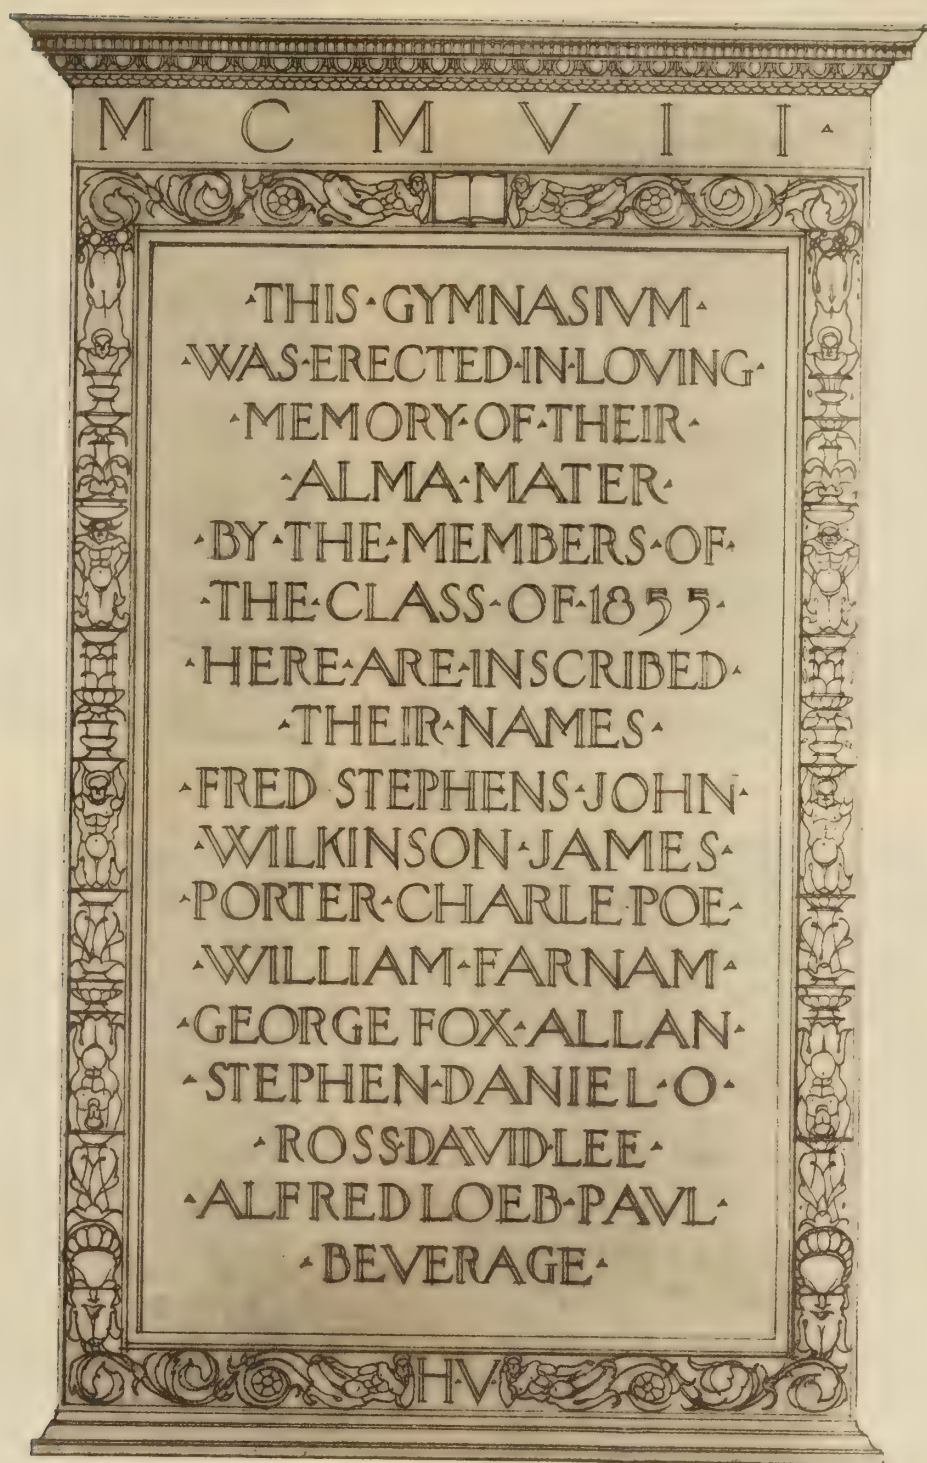 M C M V I I ·
·THIS·GYMNASIVM·
·WAS·ERECTED·IN·LOVING·
·MEMORY·OF·THEIR·
·ALMA·MATER·
·BY·THE·MEMBERS·OF·
·THE·CLASS·OF·1855·
·HERE·ARE·INSCRIBED·
·THEIR·NAMES·
·FRED STEPHENS·JOHN·
·WILKINSON·JAMES·
·PORTER·CHARLE·POE·
·WILLIAM·FARNAM·
·GEORGE FOX·ALLAN·
·STEPHEN·DANIEL·O·
·ROSS·DAVID·LEE·
·ALFRED LOEB·PAVL·
·BEVERAGE·
H·V